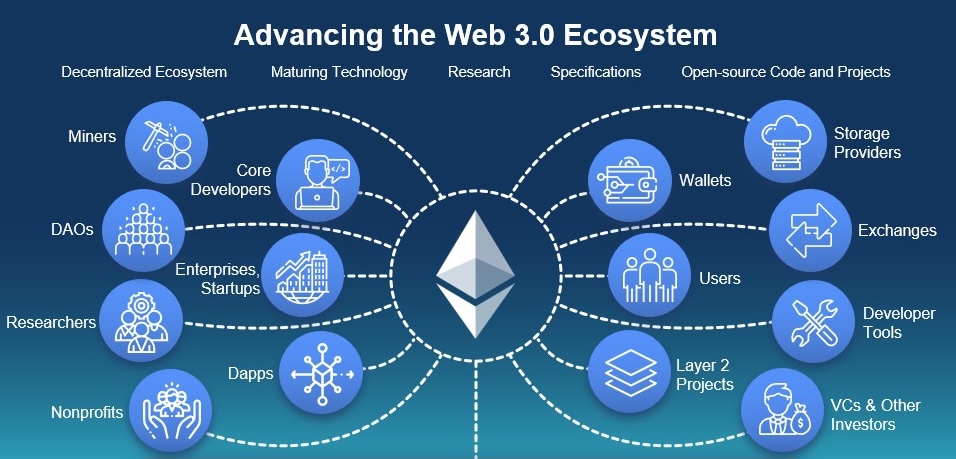 Advancing the Web 3.0 Ecosystem
Decentralized Ecosystem
Maturing Technology
Research
Specifications
Open-source Code and Projects
Miners
Core
Developers
DAOs
Enterprises,
Startups
Researchers
Dapps
Nonprofits
</>
Wallets
Storage
Providers
Exchanges
Users
Developer
Tools
Layer 2
Projects
VCs & Other
Investors
$